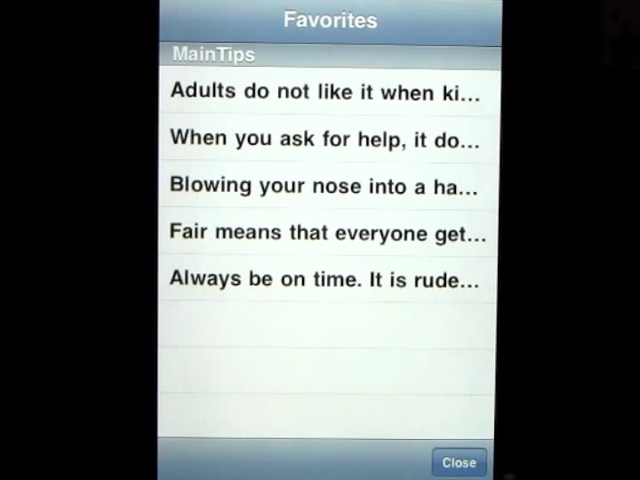 Favorites
MainTips
Adults do not like it when ki...
When you ask for help, it do...
Blowing your nose into a ha...
Fair means that everyone get...
Always be on time. It is rude...
Close